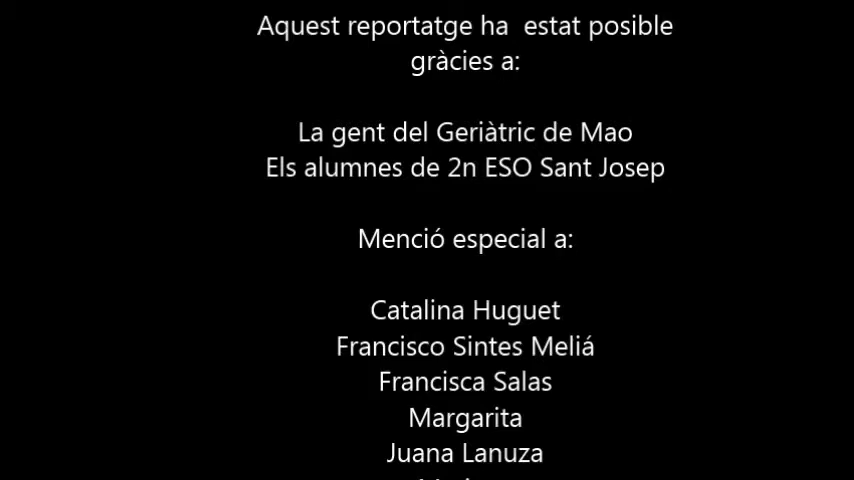 Aquest reportatge ha  estat posible
gràcies a:
La gent del Geriàtric de Mao
Els alumnes de 2n ESO Sant Josep
Menció especial a:
Catalina Huguet
Francisco Sintes Meliá
Francisca Salas
Margarita
Juana Lanuza